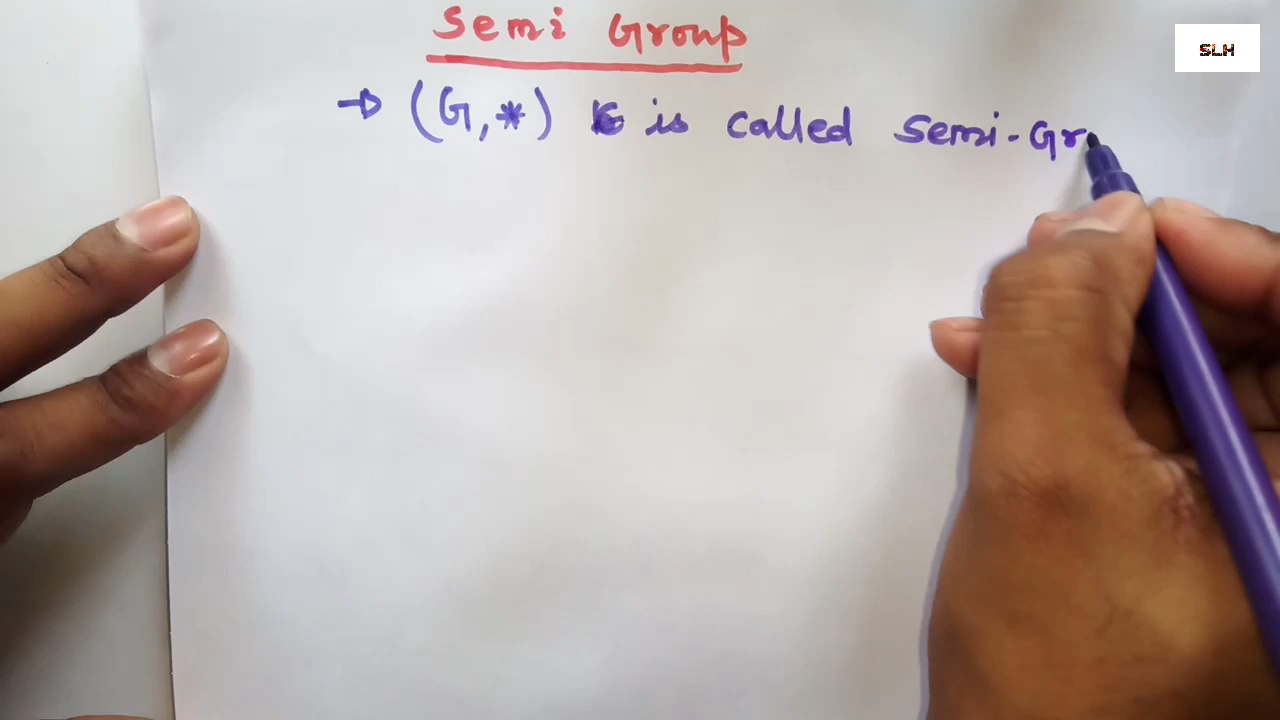 Semi Group
SLH
→ (G, *) is called Semi-Gr